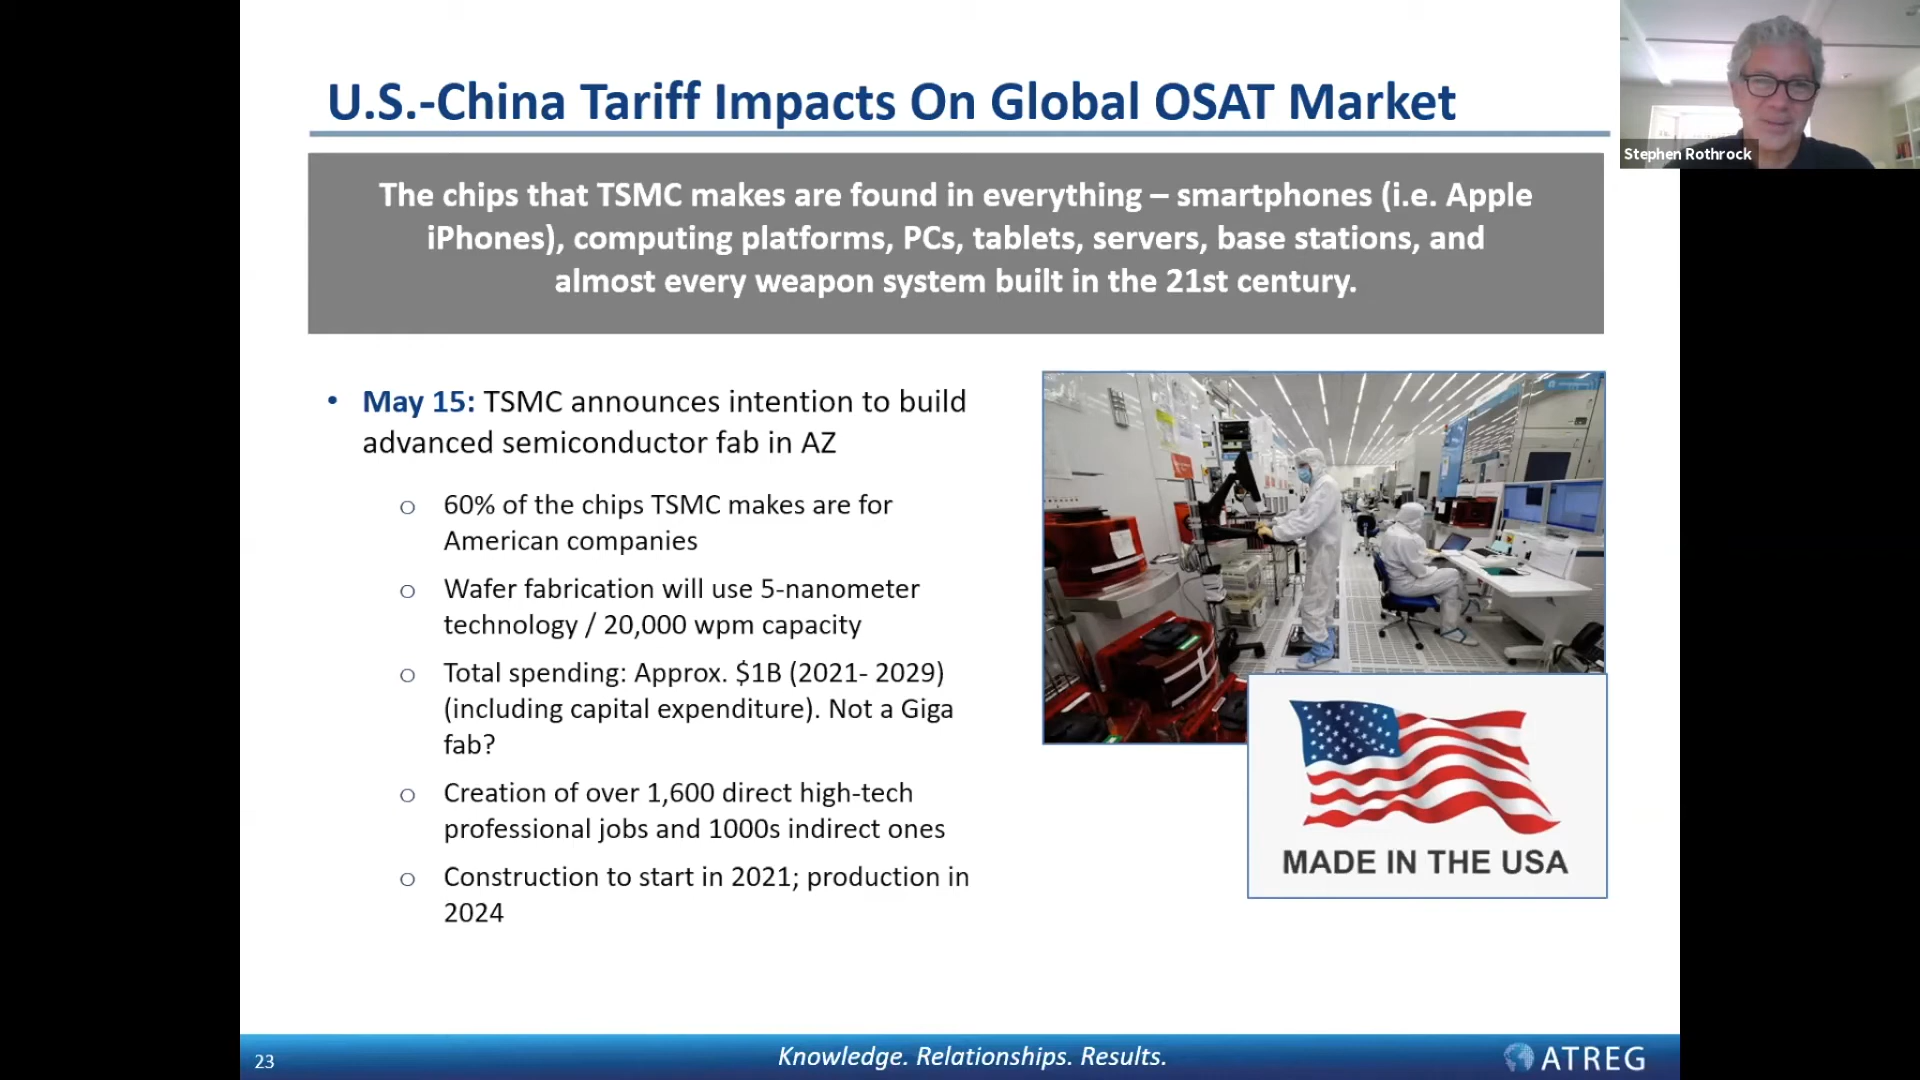 U.S.-China Tariff Impacts On Global OSAT Market
Stephen Rothrock
The chips that TSMC makes are found in everything – smartphones (i.e. Apple
iPhones), computing platforms, PCs, tablets, servers, base stations, and
almost every weapon system built in the 21st century.
• May 15: TSMC announces intention to build
advanced semiconductor fab in AZ
o 60% of the chips TSMC makes are for
American companies
o Wafer fabrication will use 5-nanometer
technology / 20,000 wpm capacity
o Total spending: Approx. $1B (2021- 2029)
(including capital expenditure). Not a Giga
fab?
o Creation of over 1,600 direct high-tech
professional jobs and 1000s indirect ones
o Construction to start in 2021; production in
2024
MADE IN THE USA
23
Knowledge. Relationships. Results.
ATREG